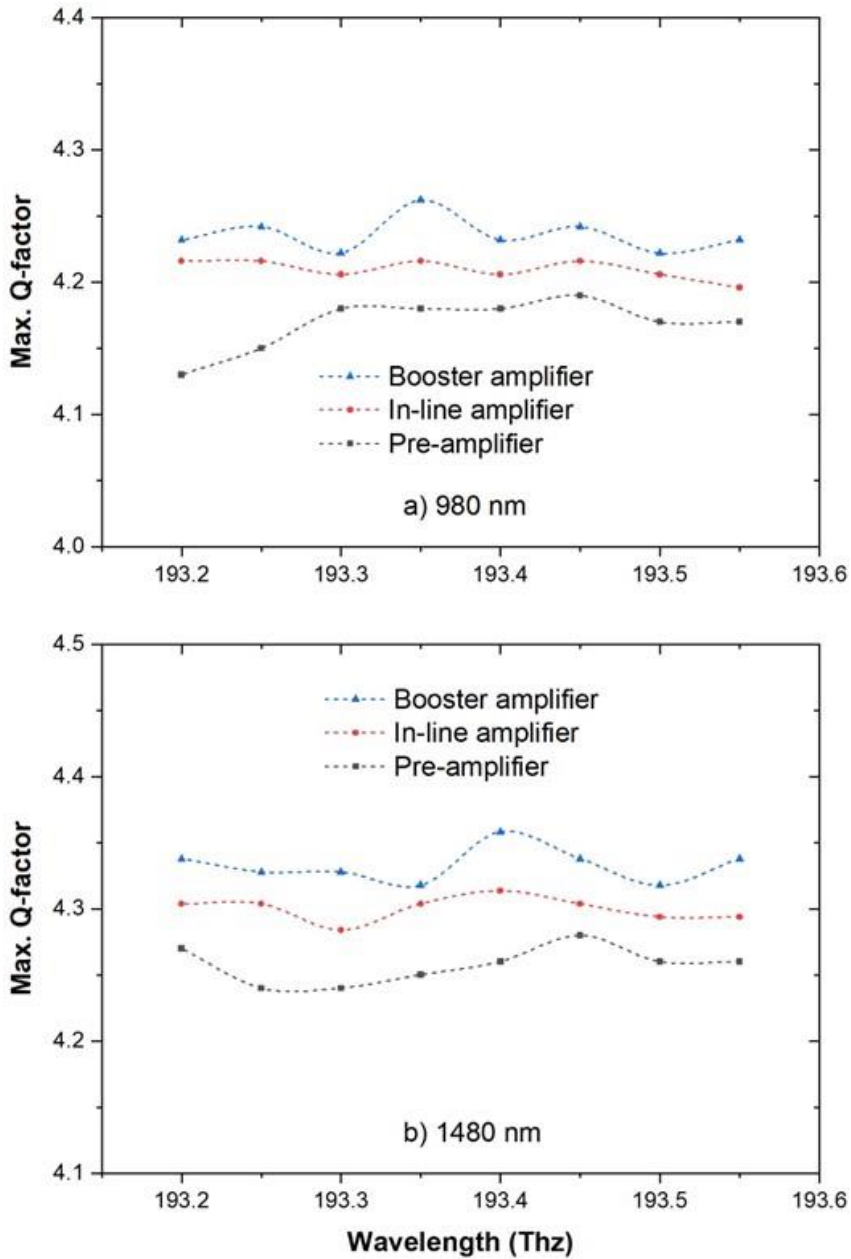 4.4
4.3
4.2
4.1
4.0
Max. Q-factor
Booster amplifier
In-line amplifier
Pre-amplifier
a) 980 nm
193.2 193.3 193.4 193.5 193.6
4.5
4.4
4.3
4.2
4.1
Max. Q-factor
Booster amplifier
In-line amplifier
Pre-amplifier
b) 1480 nm
193.2 193.3 193.4 193.5 193.6
Wavelength (Thz)